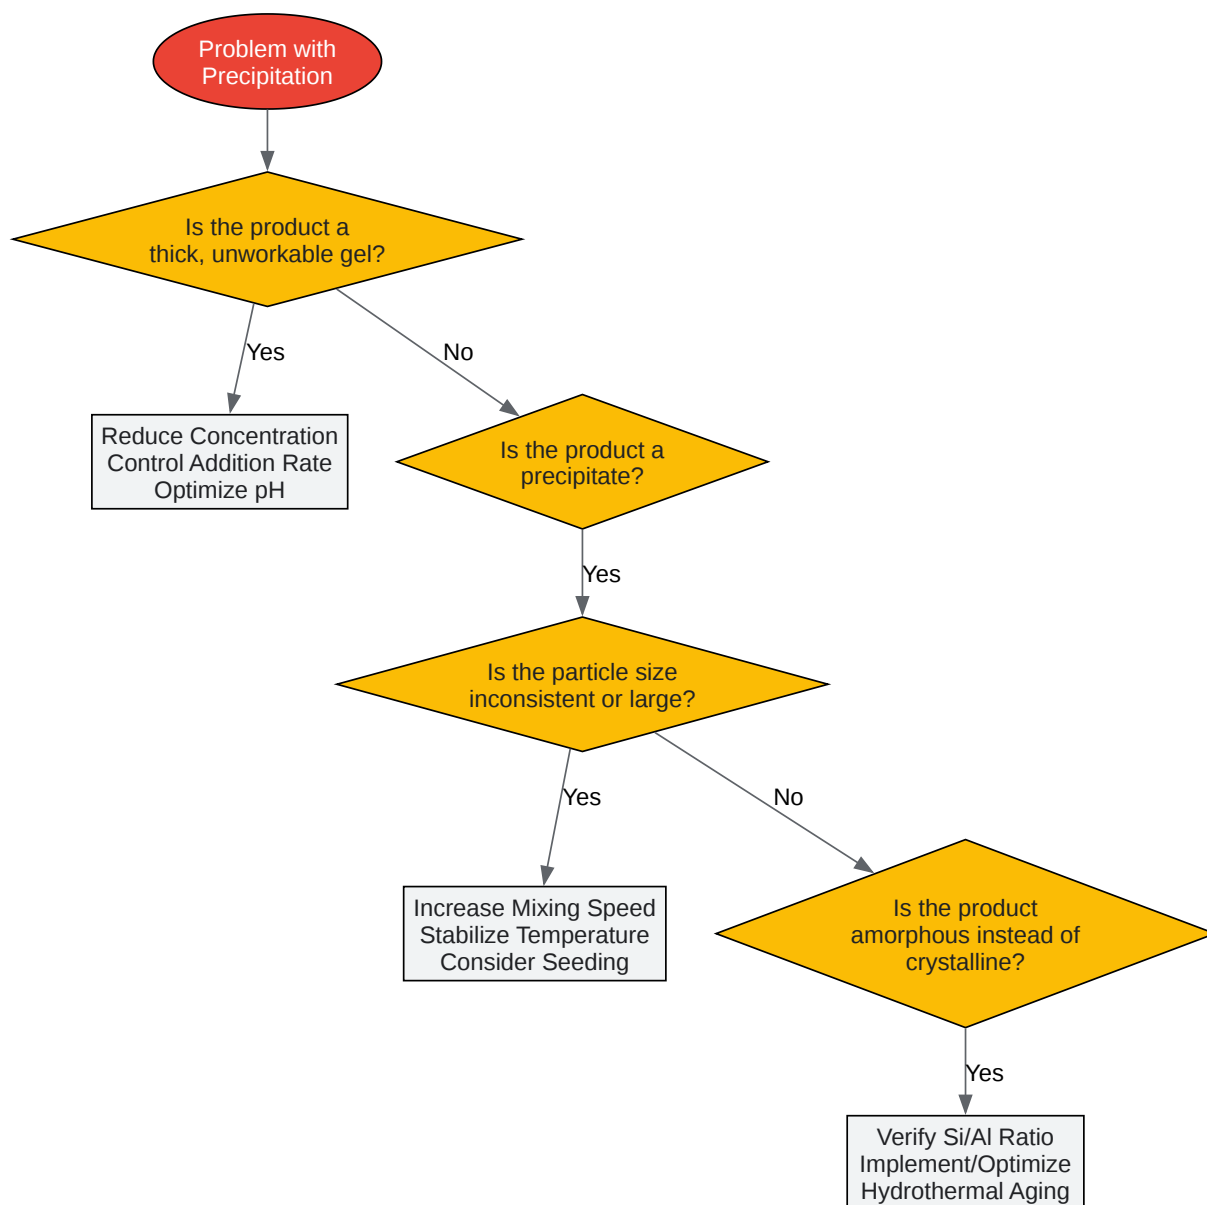 Problem with
Precipitation
Is the product a
thick, unworkable gel?
Yes
No
Reduce Concentration
Control Addition Rate
Optimize pH
Is the product a
precipitate?
Yes
Is the particle size
inconsistent or large?
Yes
No
Increase Mixing Speed
Stabilize Temperature
Consider Seeding
Is the product
amorphous instead of
crystalline?
Yes
Verify Si/Al Ratio
Implement/Optimize
Hydrothermal Aging